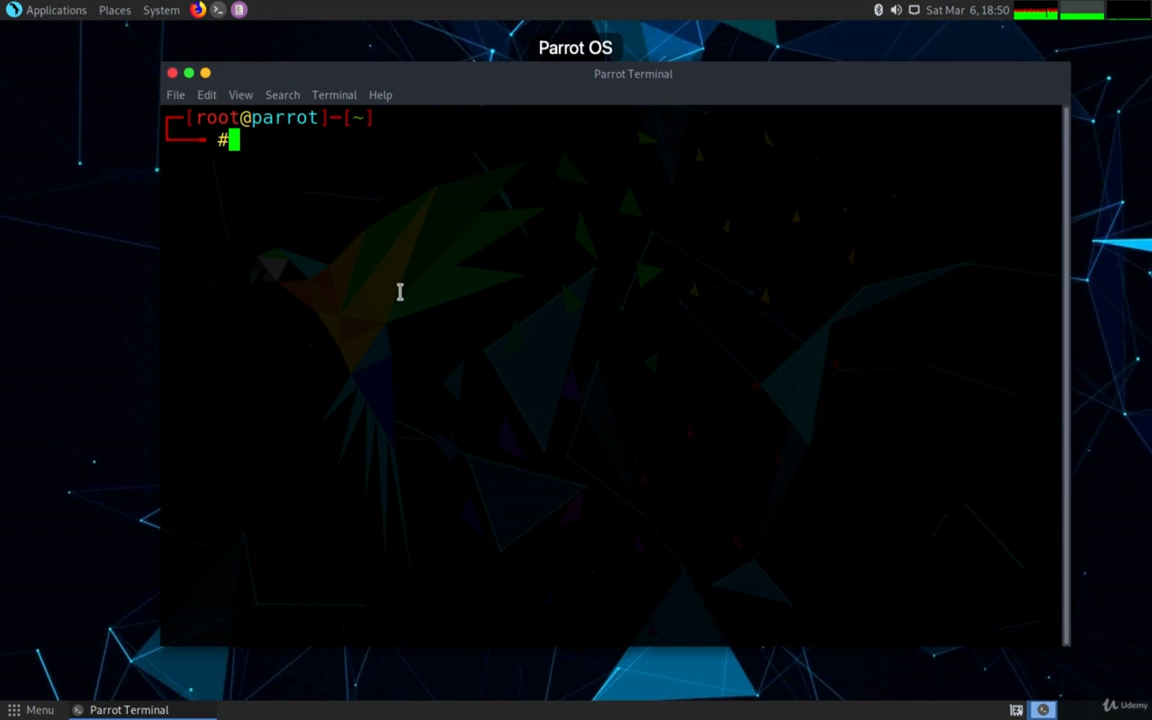 Applications Places System Sat Mar 6, 18:50
Parrot OS
Parrot Terminal
File Edit View Search Terminal Help
┌─[root@parrot]─[~]
└──╼ #
Menu Parrot Terminal
Udemy